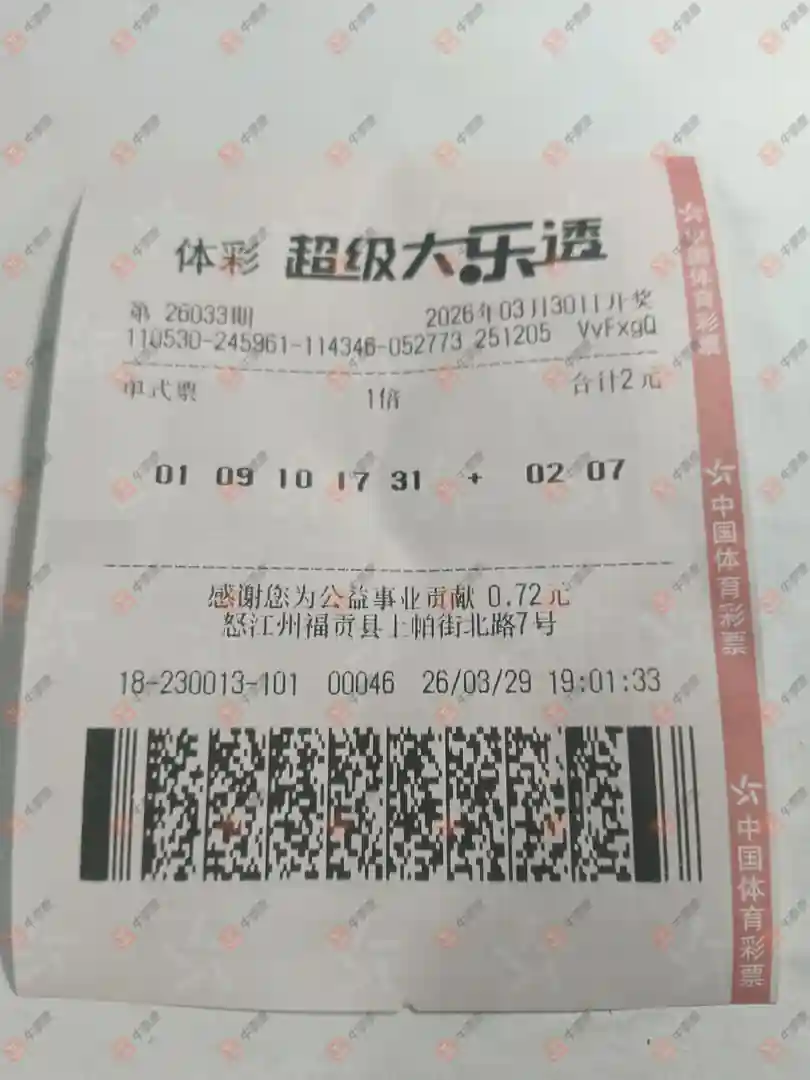 体彩 超级大乐透
第 26033期 2026年03月30日开奖
110530-245961-114346-052773 251205 VvFxgQ
单式票 1倍 合计2元
01 09 10 17 31 + 02 07
感谢您为公益事业贡献 0.72元
怒江州福贡县上帕街北路7号
18-230013-101 00046 26/03/29 19:01:33
中国体育彩票
中国体育彩票
中国体育彩票